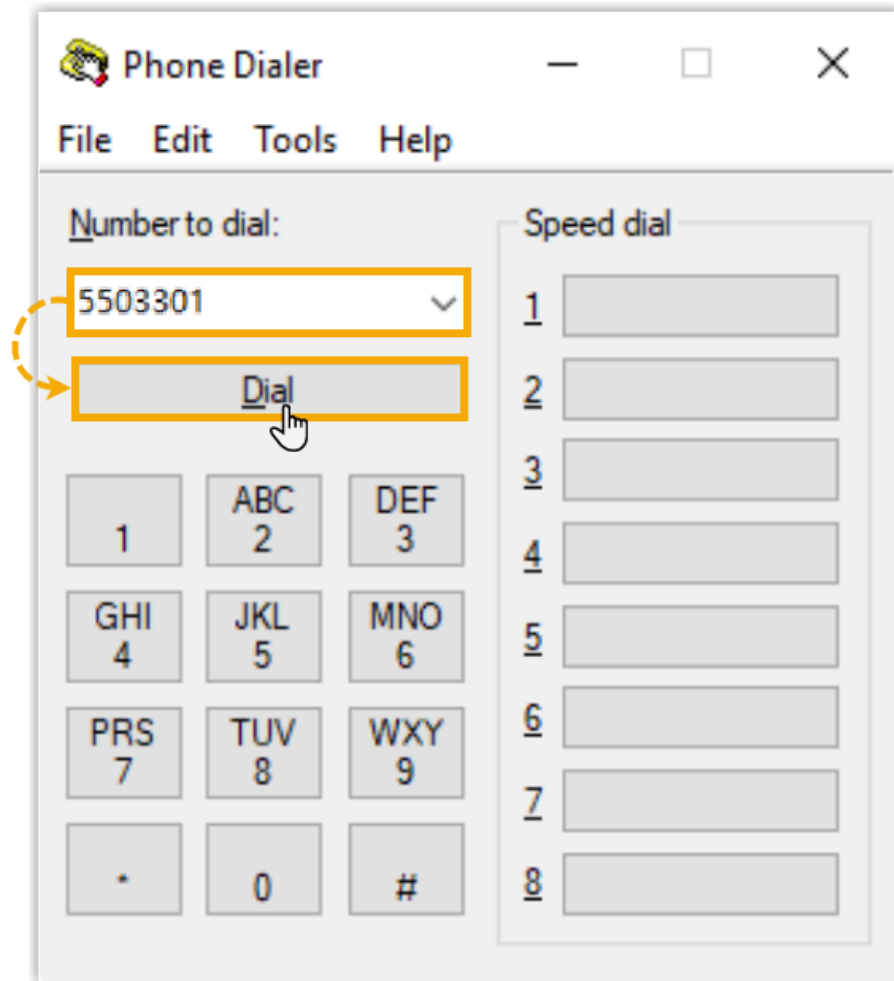 Phone Dialer
File Edit Tools Help
Number to dial:
5503301
Dial
1
ABC
2
DEF
3
GHI
4
JKL
5
MNO
6
PRS
7
TUV
8
WXY
9
*
0
#
Speed dial
1
2
3
4
5
6
7
8